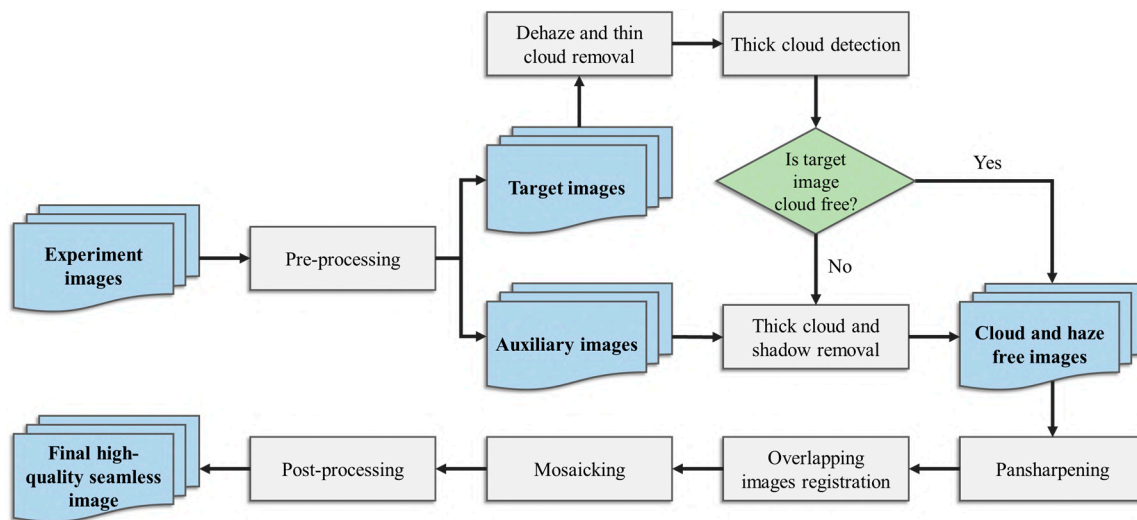 Dehaze and thin
cloud removal
Thick cloud detection
Is target
image
cloud free?
Yes
No
Target images
Experiment
images
Pre-processing
Auxiliary images
Thick cloud and
shadow removal
Cloud and haze
free images
Final high-
quality seamless
image
Post-processing
Mosaicking
Overlapping
images registration
Pansharpening